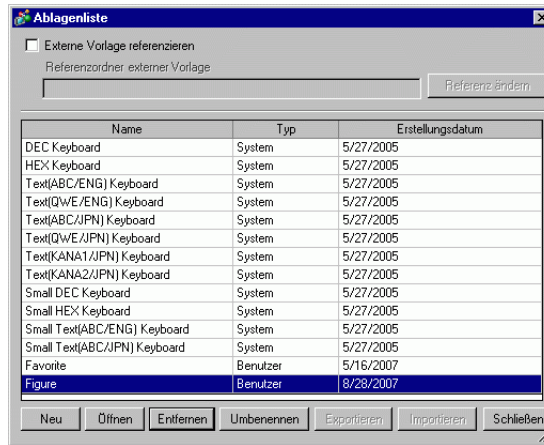 Ablagenliste
Externe Vorlage referenzieren
Referenzordner externer Vorlage
Referenz ändern
Name Typ Erstellungsdatum
DEC Keyboard System 5/27/2005
HEX Keyboard System 5/27/2005
Text(ABC/ENG) Keyboard System 5/27/2005
Text(QWE/ENG) Keyboard System 5/27/2005
Text(ABC/JPN) Keyboard System 5/27/2005
Text(QWE/JPN) Keyboard System 5/27/2005
Text(KANA1/JPN) Keyboard System 5/27/2005
Text(KANA2/JPN) Keyboard System 5/27/2005
Small DEC Keyboard System 5/27/2005
Small HEX Keyboard System 5/27/2005
Small Text(ABC/ENG) Keyboard System 5/27/2005
Small Text(ABC/JPN) Keyboard System 5/27/2005
Favorite Benutzer 5/16/2007
Figure Benutzer 8/28/2007
Neu Öffnen Entfernen Umbenennen Exportieren Importieren Schließen